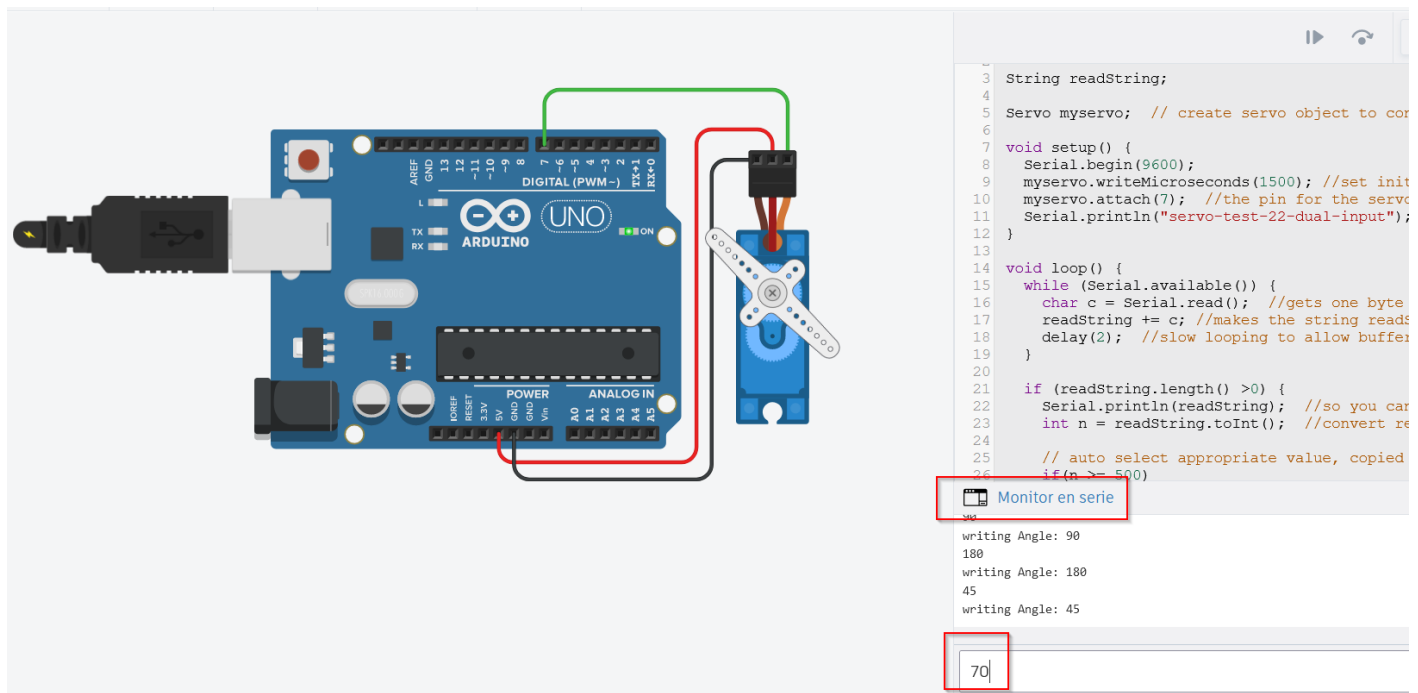 AREF
GND
13
12
~11
~10
~9
8
7
~6
~5
4
~3
2
TX→1
RX←0
DIGITAL (PWM~)
L
TX
RX
UNO
ARDUINO
ON
POWER
ANALOG IN
IOREF
RESET
3.3V
5V
GND
GND
Vin
A0
A1
A2
A3
A4
A5
3 String readString;
4
5 Servo myservo;  // create servo object to con
6
7 void setup() {
8   Serial.begin(9600);
9   myservo.writeMicroseconds(1500); //set init
10   myservo.attach(7);  //the pin for the servo
11   Serial.println("servo-test-22-dual-input");
12 }
13
14 void loop() {
15   while (Serial.available()) {
16     char c = Serial.read();  //gets one byte
17     readString += c; //makes the string readS
18     delay(2);  //slow looping to allow buffer
19   }
20
21   if (readString.length() >0) {
22     Serial.println(readString);  //so you can
23     int n = readString.toInt();  //convert re
24
25     // auto select appropriate value, copied
26     if(n >= 500)
Monitor en serie
90
writing Angle: 90
180
writing Angle: 180
45
writing Angle: 45
70